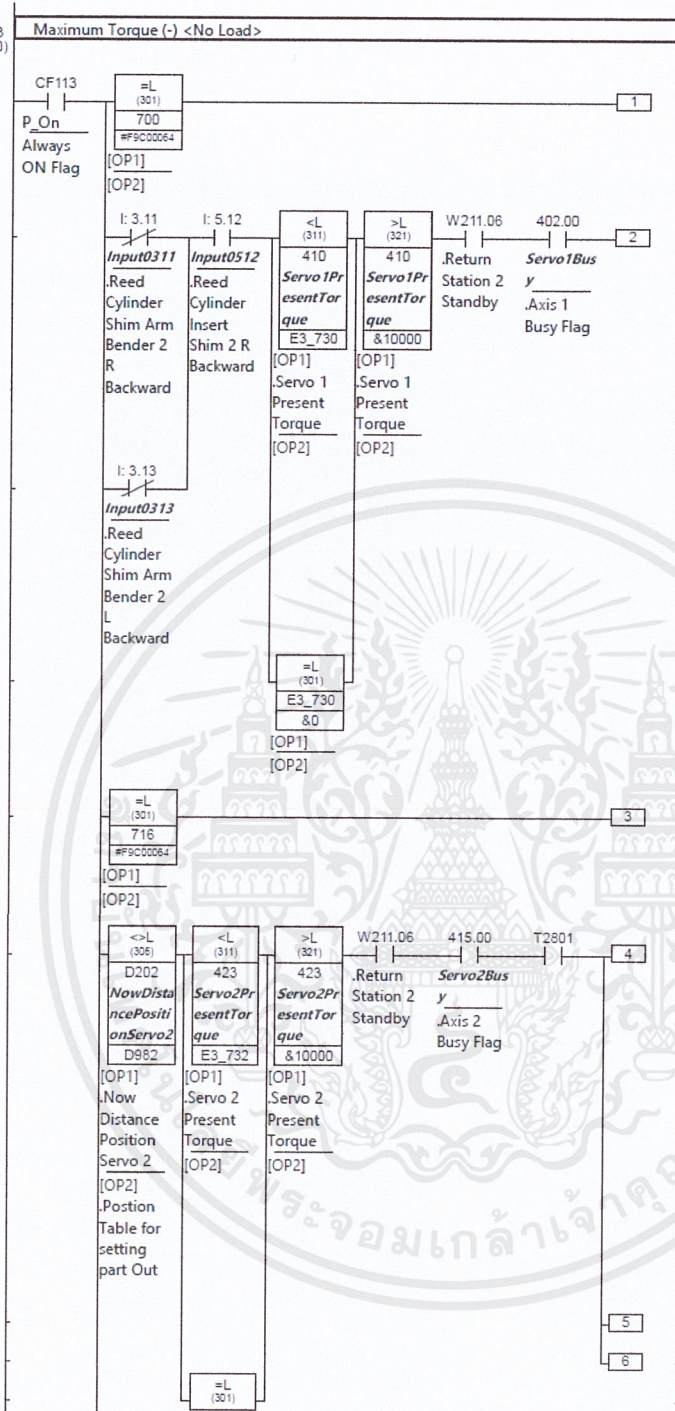 Maximum Torque (-) <No Load>
CF113
P_On
Always
ON Flag
=L
(301)
700
#F9C00064
[OP1]
[OP2]
1
I: 3.11
Input0311
.Reed
Cylinder
Shim Arm
Bender 2
R
Backward
I: 5.12
Input0512
.Reed
Cylinder
Insert
Shim 2 R
Backward
<L
(311)
410
Servo1Pr
esentTor
que
E3_730
[OP1]
.Servo 1
Present
Torque
[OP2]
>L
(321)
410
Servo1Pr
esentTor
que
&10000
[OP1]
.Servo 1
Present
Torque
[OP2]
W211.06
.Return
Station 2
Standby
402.00
Servo1Bus
y
.Axis 1
Busy Flag
2
I: 3.13
Input0313
.Reed
Cylinder
Shim Arm
Bender 2
L
Backward
=L
(301)
E3_730
&0
[OP1]
[OP2]
=L
(301)
716
#F9C00064
[OP1]
[OP2]
3
<>L
(305)
D202
NowDista
ncePositi
onServo2
D982
[OP1]
.Now
Distance
Position
Servo 2
[OP2]
.Postion
Table for
setting
part Out
<L
(311)
423
Servo2Pr
esentTor
que
E3_732
[OP1]
.Servo 2
Present
Torque
[OP2]
>L
(321)
423
Servo2Pr
esentTor
que
&10000
[OP1]
.Servo 2
Present
Torque
[OP2]
W211.06
.Return
Station 2
Standby
415.00
Servo2Bus
y
.Axis 2
Busy Flag
T2801
4
5
6
=L
(301)